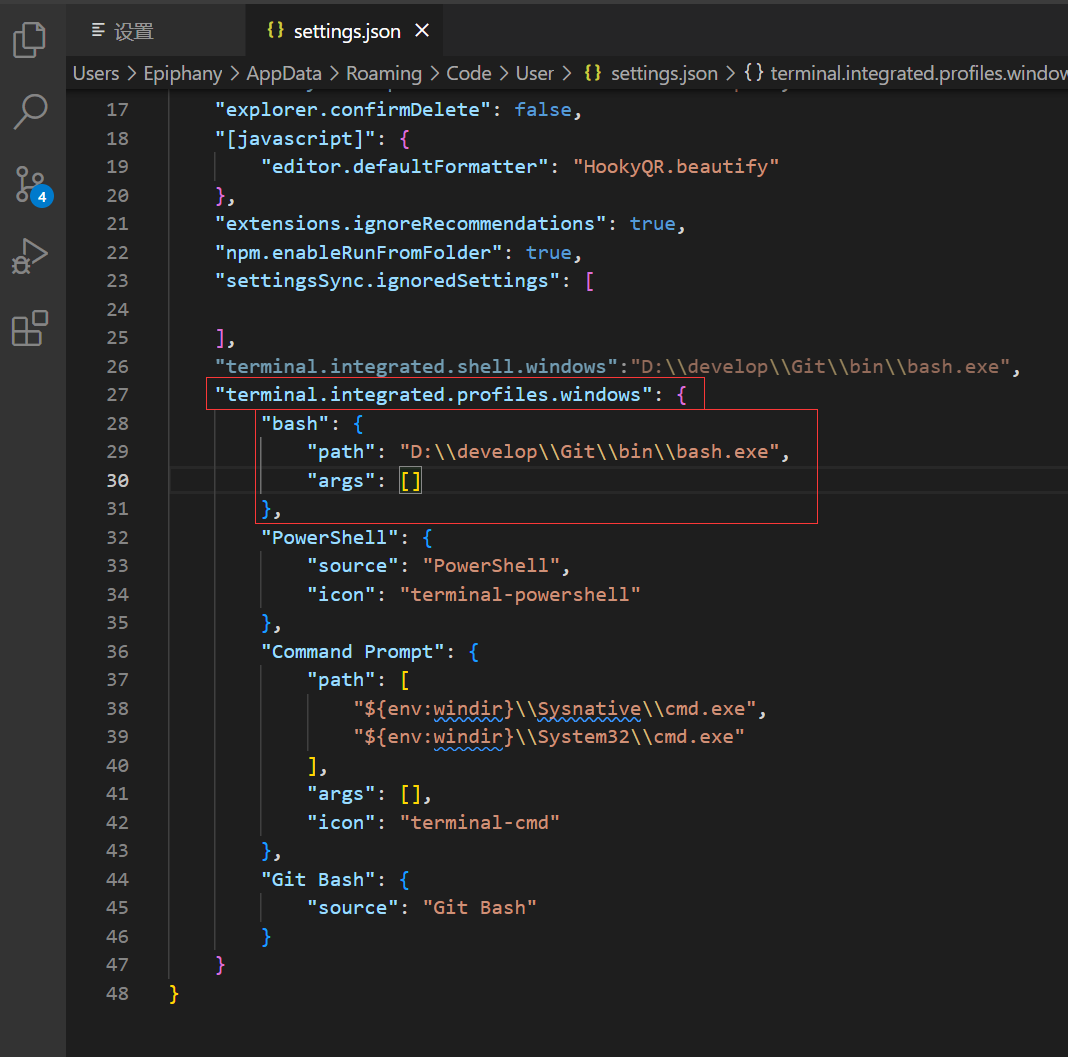 设置
settings.json
Users > Epiphany > AppData > Roaming > Code > User > {} settings.json > {} terminal.integrated.profiles.window
17 "explorer.confirmDelete": false,
18 "[javascript]": {
19 "editor.defaultFormatter": "HookyQR.beautify"
20 },
21 "extensions.ignoreRecommendations": true,
22 "npm.enableRunFromFolder": true,
23 "settingsSync.ignoredSettings": [
24
25 ],
26 "terminal.integrated.shell.windows":"D:\\develop\\Git\\bin\\bash.exe",
27 "terminal.integrated.profiles.windows": {
28 "bash": {
29 "path": "D:\\develop\\Git\\bin\\bash.exe",
30 "args": []
31 },
32 "PowerShell": {
33 "source": "PowerShell",
34 "icon": "terminal-powershell"
35 },
36 "Command Prompt": {
37 "path": [
38 "${env:windir}\\Sysnative\\cmd.exe",
39 "${env:windir}\\System32\\cmd.exe"
40 ],
41 "args": [],
42 "icon": "terminal-cmd"
43 },
44 "Git Bash": {
45 "source": "Git Bash"
46 }
47 }
48 }
4